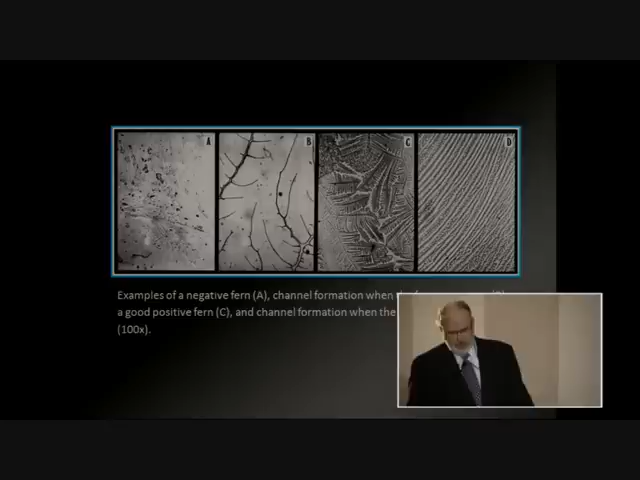 A B C D
Examples of a negative fern (A), channel formation when
a good positive fern (C), and channel formation when the
(100x).